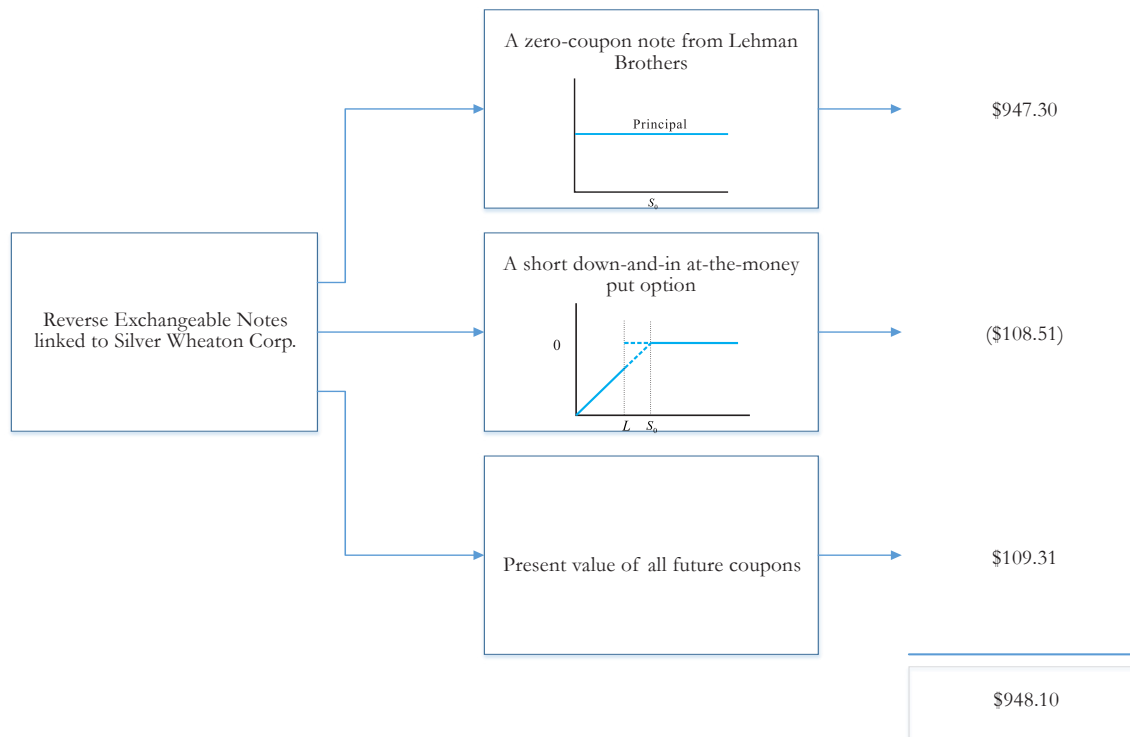 A zero-coupon note from Lehman
Brothers
Principal
S₀
$947.30
Reverse Exchangeable Notes
linked to Silver Wheaton Corp.
A short down-and-in at-the-money
put option
0
L S₀
($108.51)
Present value of all future coupons
$109.31
$948.10